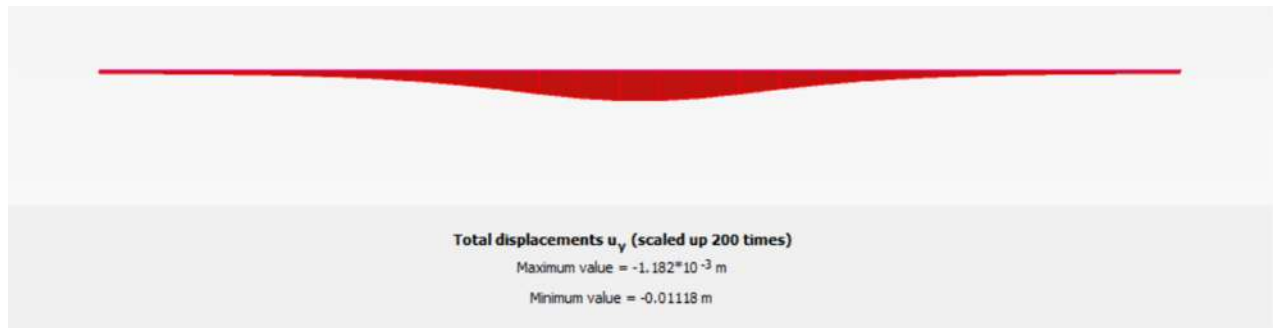 Total displacements uy (scaled up 200 times)
Maximum value = -1.182*10 -3 m
Minimum value = -0.01118 m